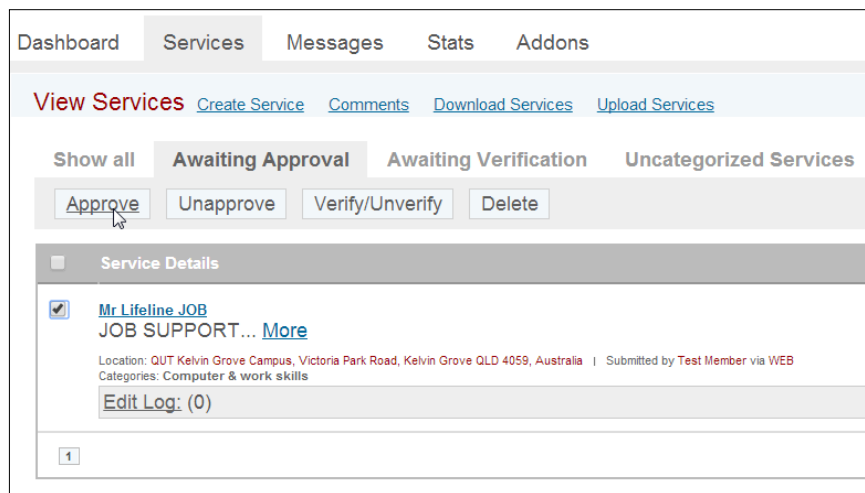 Dashboard Services Messages Stats Addons
View Services Create Service Comments Download Services Upload Services
Show all Awaiting Approval Awaiting Verification Uncategorized Services
Approve Unapprove Verify/Unverify Delete
Service Details
Mr Lifeline JOB
JOB SUPPORT... More
Location: QUT Kelvin Grove Campus, Victoria Park Road, Kelvin Grove QLD 4059, Australia | Submitted by Test Member via WEB
Categories: Computer & work skills
Edit Log: (0)
1